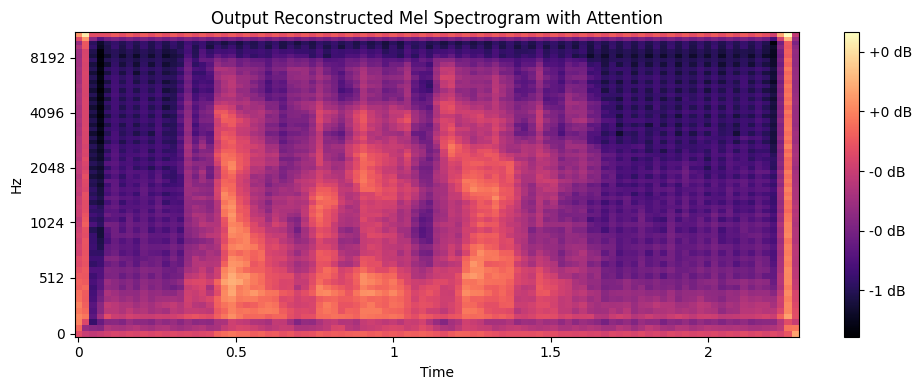 Output Reconstructed Mel Spectrogram with Attention
Hz
8192
4096
2048
1024
512
0
0
0.5
1
1.5
2
Time
+0 dB
+0 dB
-0 dB
-0 dB
-1 dB